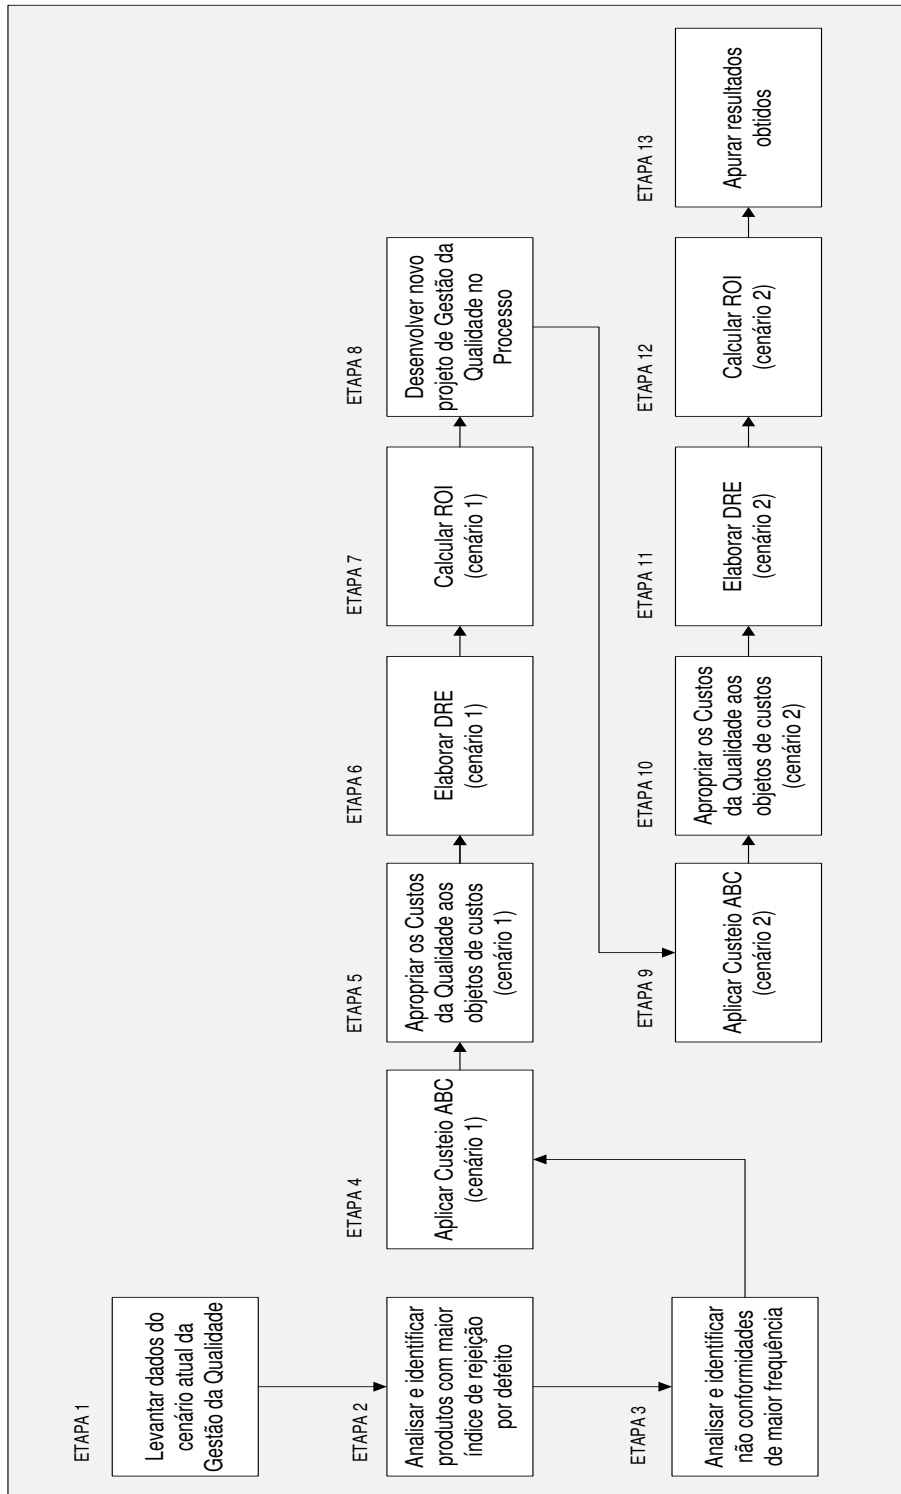 ETAPA 1
Levantar dados do
cenário atual da
Gestão da Qualidade
ETAPA 2
Analisar e identificar
produtos com maior
índice de rejeição
por defeito
ETAPA 3
Analisar e identificar
não conformidades
de maior frequência
ETAPA 4
Aplicar Custeio ABC
(cenário 1)
ETAPA 5
Apropriar os Custos
da Qualidade aos
objetos de custos
(cenário 1)
ETAPA 6
Elaborar DRE
(cenário 1)
ETAPA 7
Calcular ROI
(cenário 1)
ETAPA 8
Desenvolver novo
projeto de Gestão da
Qualidade no
Processo
ETAPA 9
Aplicar Custeio ABC
(cenário 2)
ETAPA 10
Apropriar os Custos
da Qualidade aos
objetos de custos
(cenário 2)
ETAPA 11
Elaborar DRE
(cenário 2)
ETAPA 12
Calcular ROI
(cenário 2)
ETAPA 13
Apurar resultados
obtidos